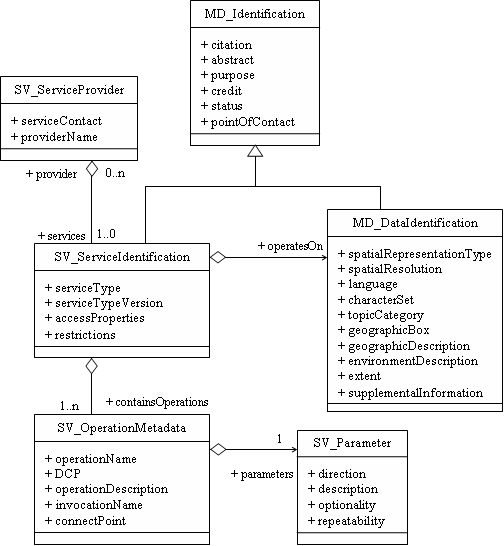 MD_Identification
+ citation
+ abstract
+ purpose
+ credit
+ status
+ pointOfContact
SV_ServiceProvider
+ serviceContact
+ providerName
+ provider
0..n
+ services
1..0
SV_ServiceIdentification
+ serviceType
+ serviceTypeVersion
+ accessProperties
+ restrictions
+ operatesOn
MD_DataIdentification
+ spatialRepresentationType
+ spatialResolution
+ language
+ characterSet
+ topicCategory
+ geographicBox
+ geographicDescription
+ environmentDescription
+ extent
+ supplementalInformation
1..n
+ containsOperations
SV_OperationMetadata
+ operationName
+ DCP
+ operationDescription
+ invocationName
+ connectPoint
1
+ parameters
SV_Parameter
+ direction
+ description
+ optionality
+ repeatability